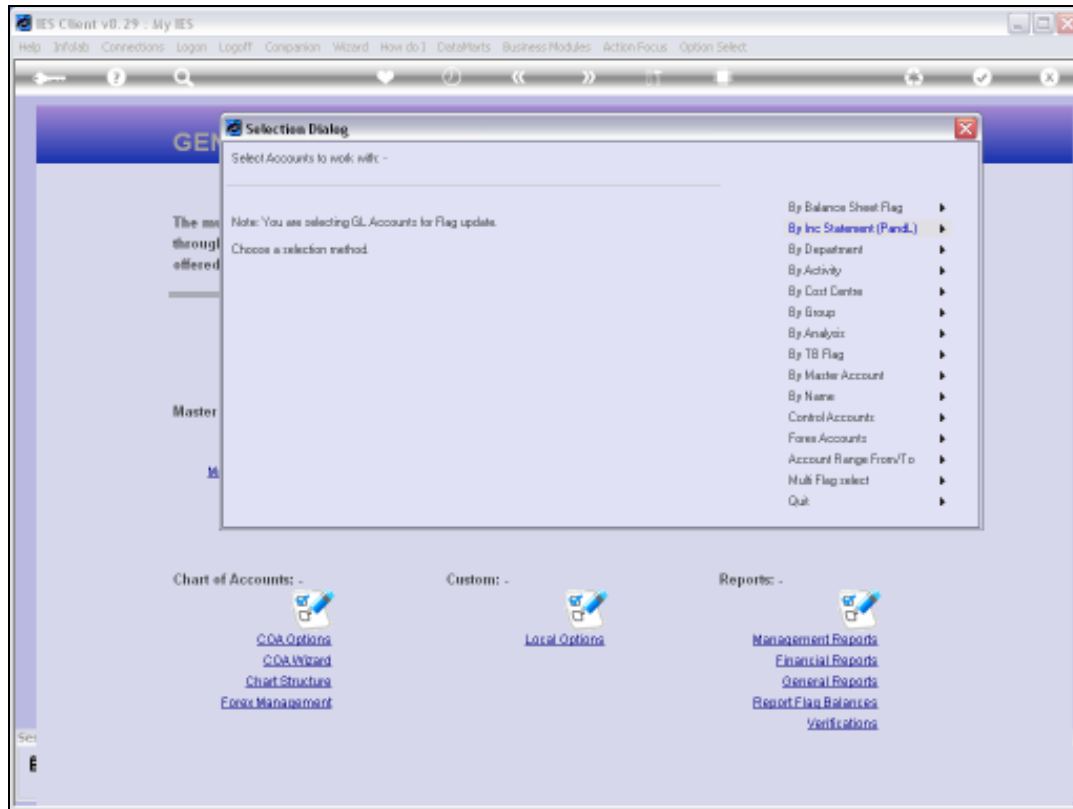 IES Client v0.29 : My IES
Help Infolab Connections Logon Logoff Companion Wizard How do I DataMarts Business Modules Action Focus Option Select
GEN
Selection Dialog
Select Accounts to work with: -
Note: You are selecting GL Accounts for Flag update.
Choose a selection method.
By Balance Sheet Flag
By Inc Statement (PandL)
By Department
By Activity
By Cost Centre
By Group
By Analysis
By TB Flag
By Master Account
By Name
Control Accounts
Forex Accounts
Account Range From/To
Multi Flag select
Quit
The
through
offered
Master
Chart of Accounts: -
COA Options
COA Wizard
Chart Structure
Forex Management
Custom: -
Local Options
Reports: -
Management Reports
Financial Reports
General Reports
Report Flag Balances
Verifications